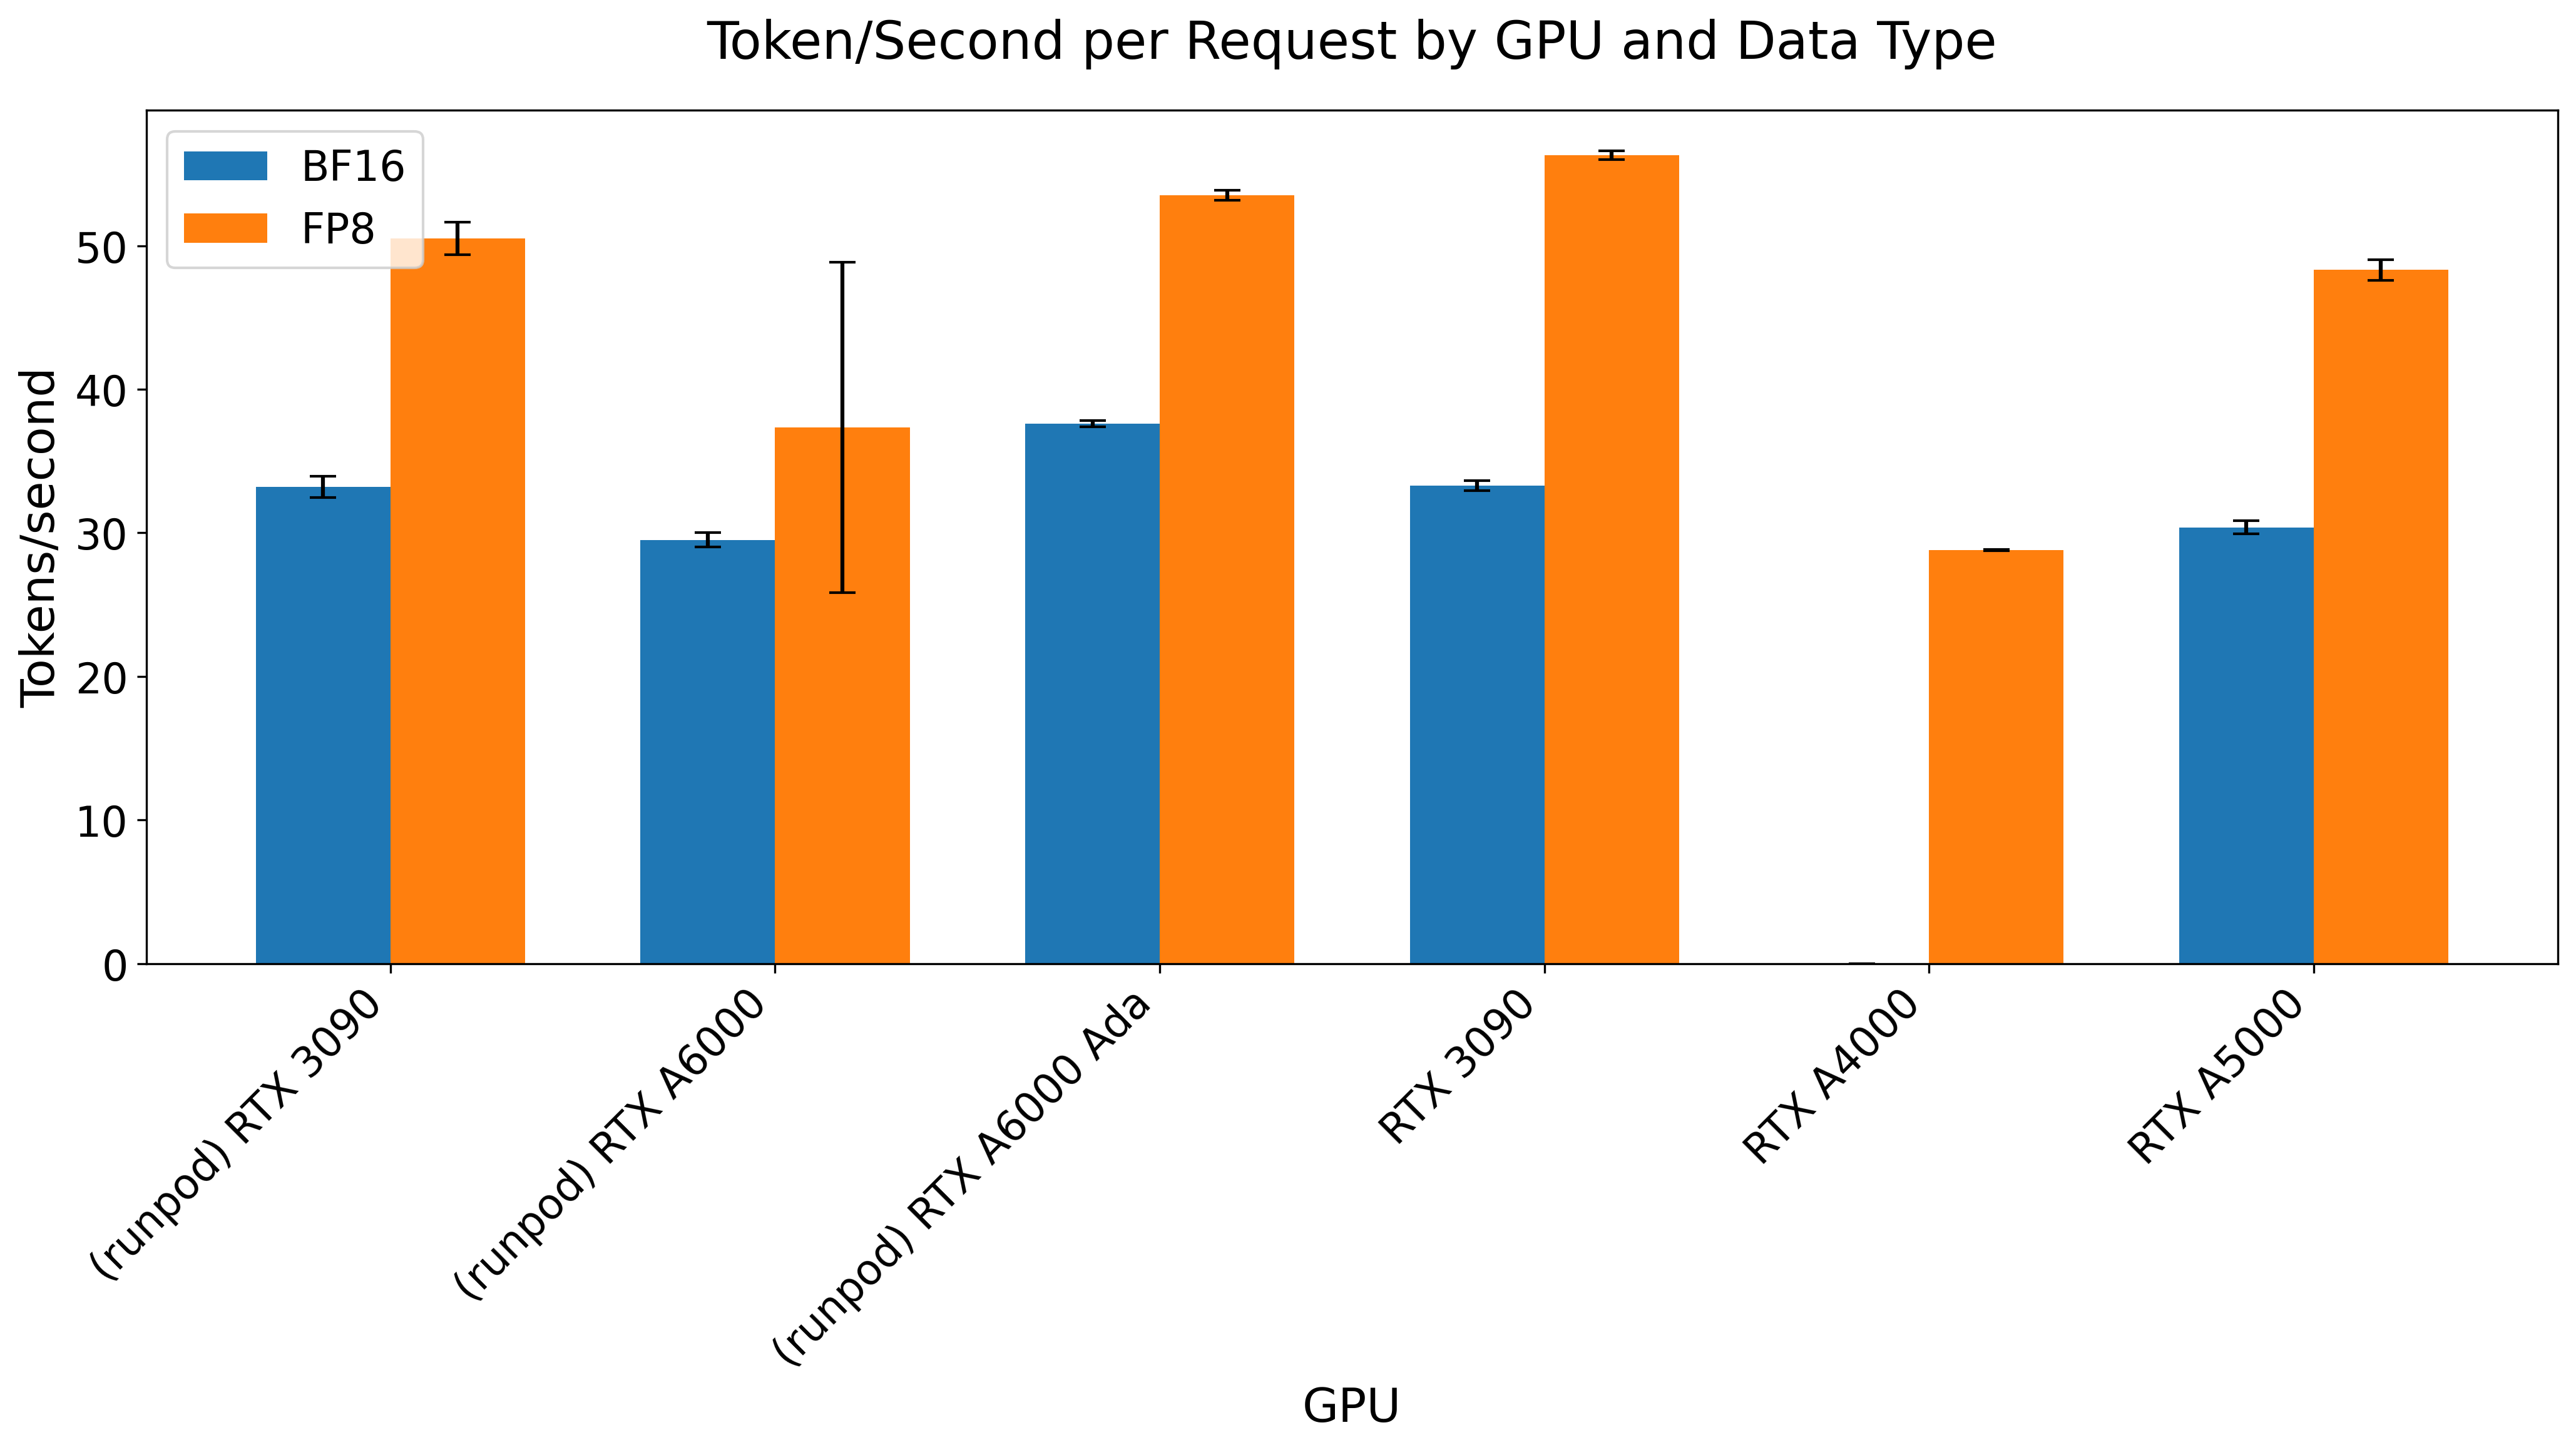 Token/Second per Request by GPU and Data Type
BF16
FP8
Tokens/second
50
40
30
20
10
0
(runpod) RTX 3090
(runpod) RTX A6000
(runpod) RTX A6000 Ada
RTX 3090
RTX A4000
RTX A5000
GPU